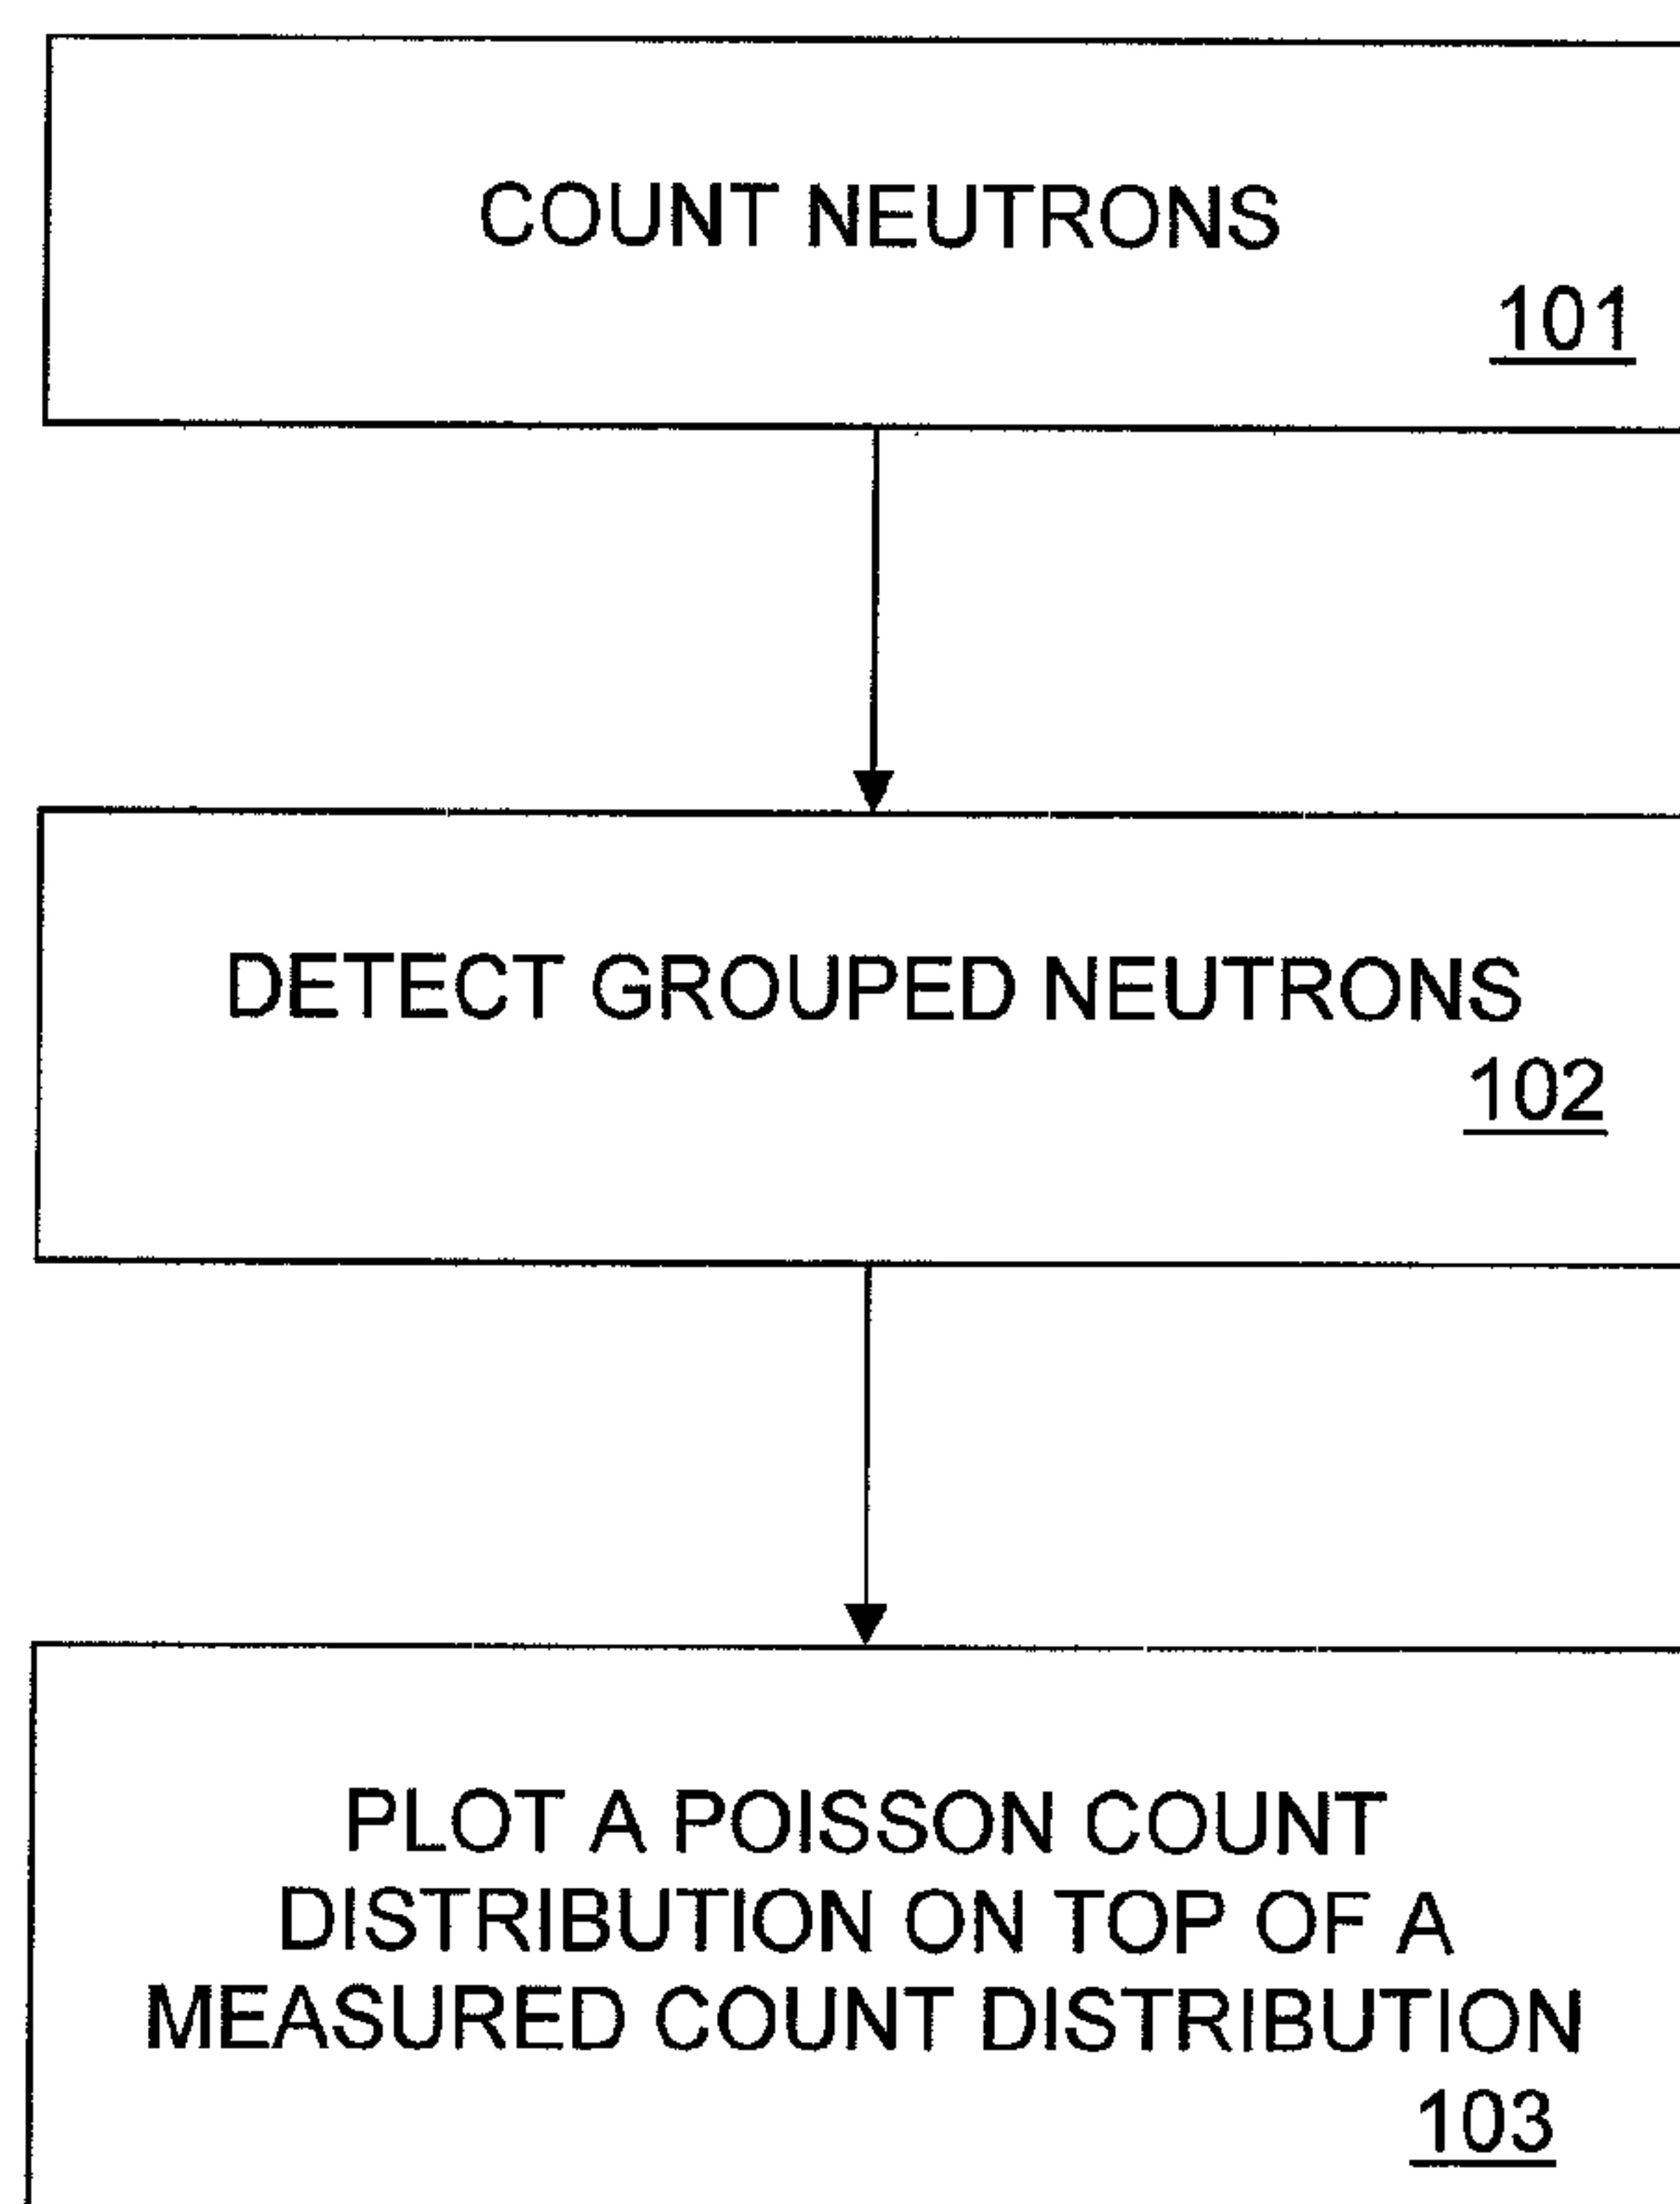 COUNT NEUTRONS
101
DETECT GROUPED NEUTRONS
102
PLOT A POISSON COUNT
DISTRIBUTION ON TOP OF A
MEASURED COUNT DISTRIBUTION
103